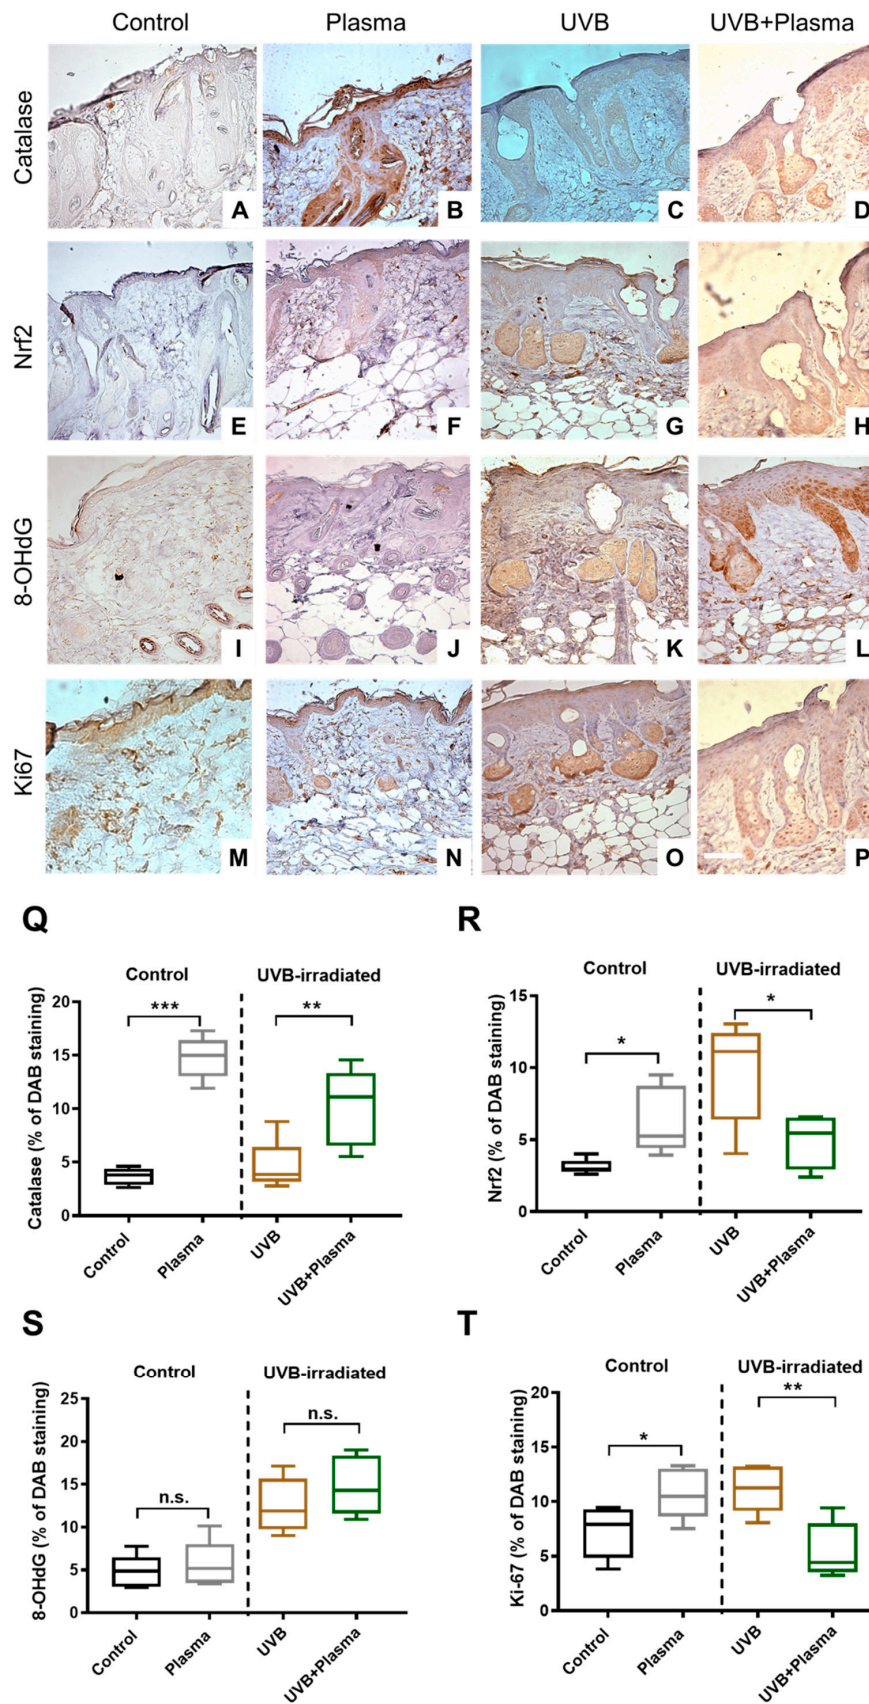 Control Plasma UVB UVB+Plasma
Catalase
A B C D
Nrf2
E F G H
8-OHdG
I J K L
Ki67
M N O P
Q
Control UVB-irradiated
Catalase (% of DAB staining)
20
15
10
5
0
*** **
Control Plasma UVB UVB+Plasma
R
Control UVB-irradiated
Nrf2 (% of DAB staining)
15
10
5
0
* *
Control Plasma UVB UVB+Plasma
S
Control UVB-irradiated
8-OHdG (% of DAB staining)
25
20
15
10
5
0
n.s. n.s.
Control Plasma UVB UVB+Plasma
T
Control UVB-irradiated
Ki-67 (% of DAB staining)
20
15
10
5
0
* **
Control Plasma UVB UVB+Plasma